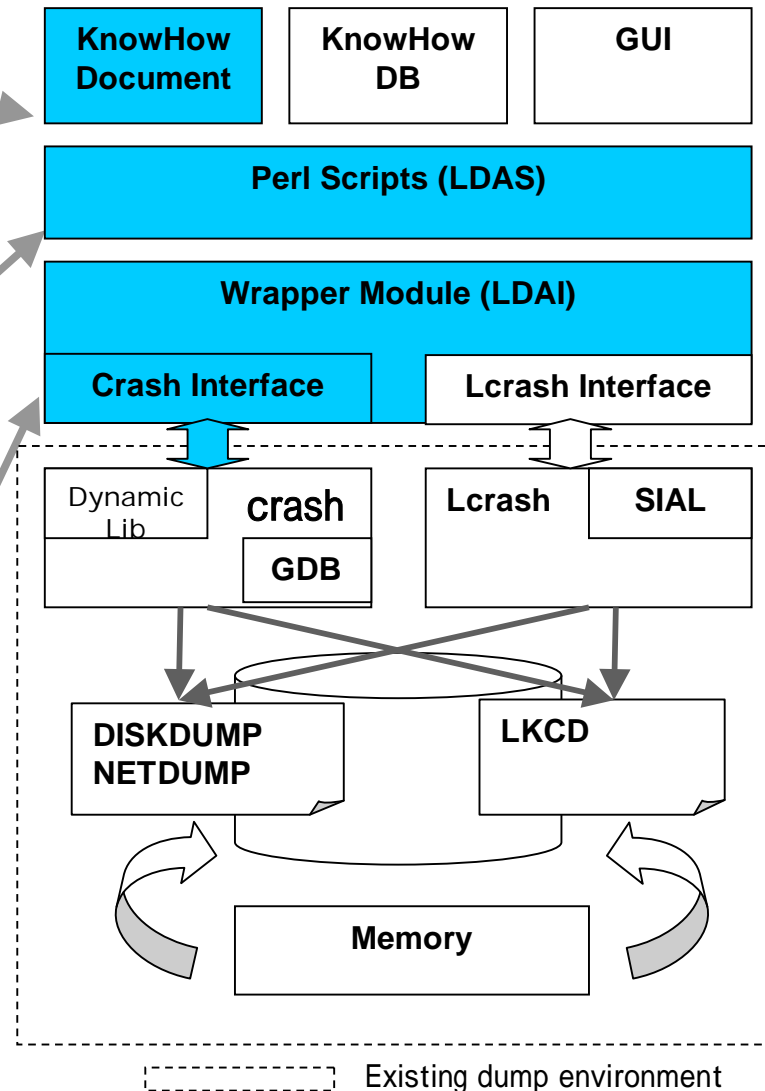 KnowHow
Document
KnowHow
DB
GUI
Perl Scripts (LDAS)
Wrapper Module (LDAI)
Crash Interface
Lcrash Interface
Dynamic
Lib
crash
GDB
Lcrash
SIAL
DISKDUMP
NETDUMP
LKCD
Memory
Existing dump environment